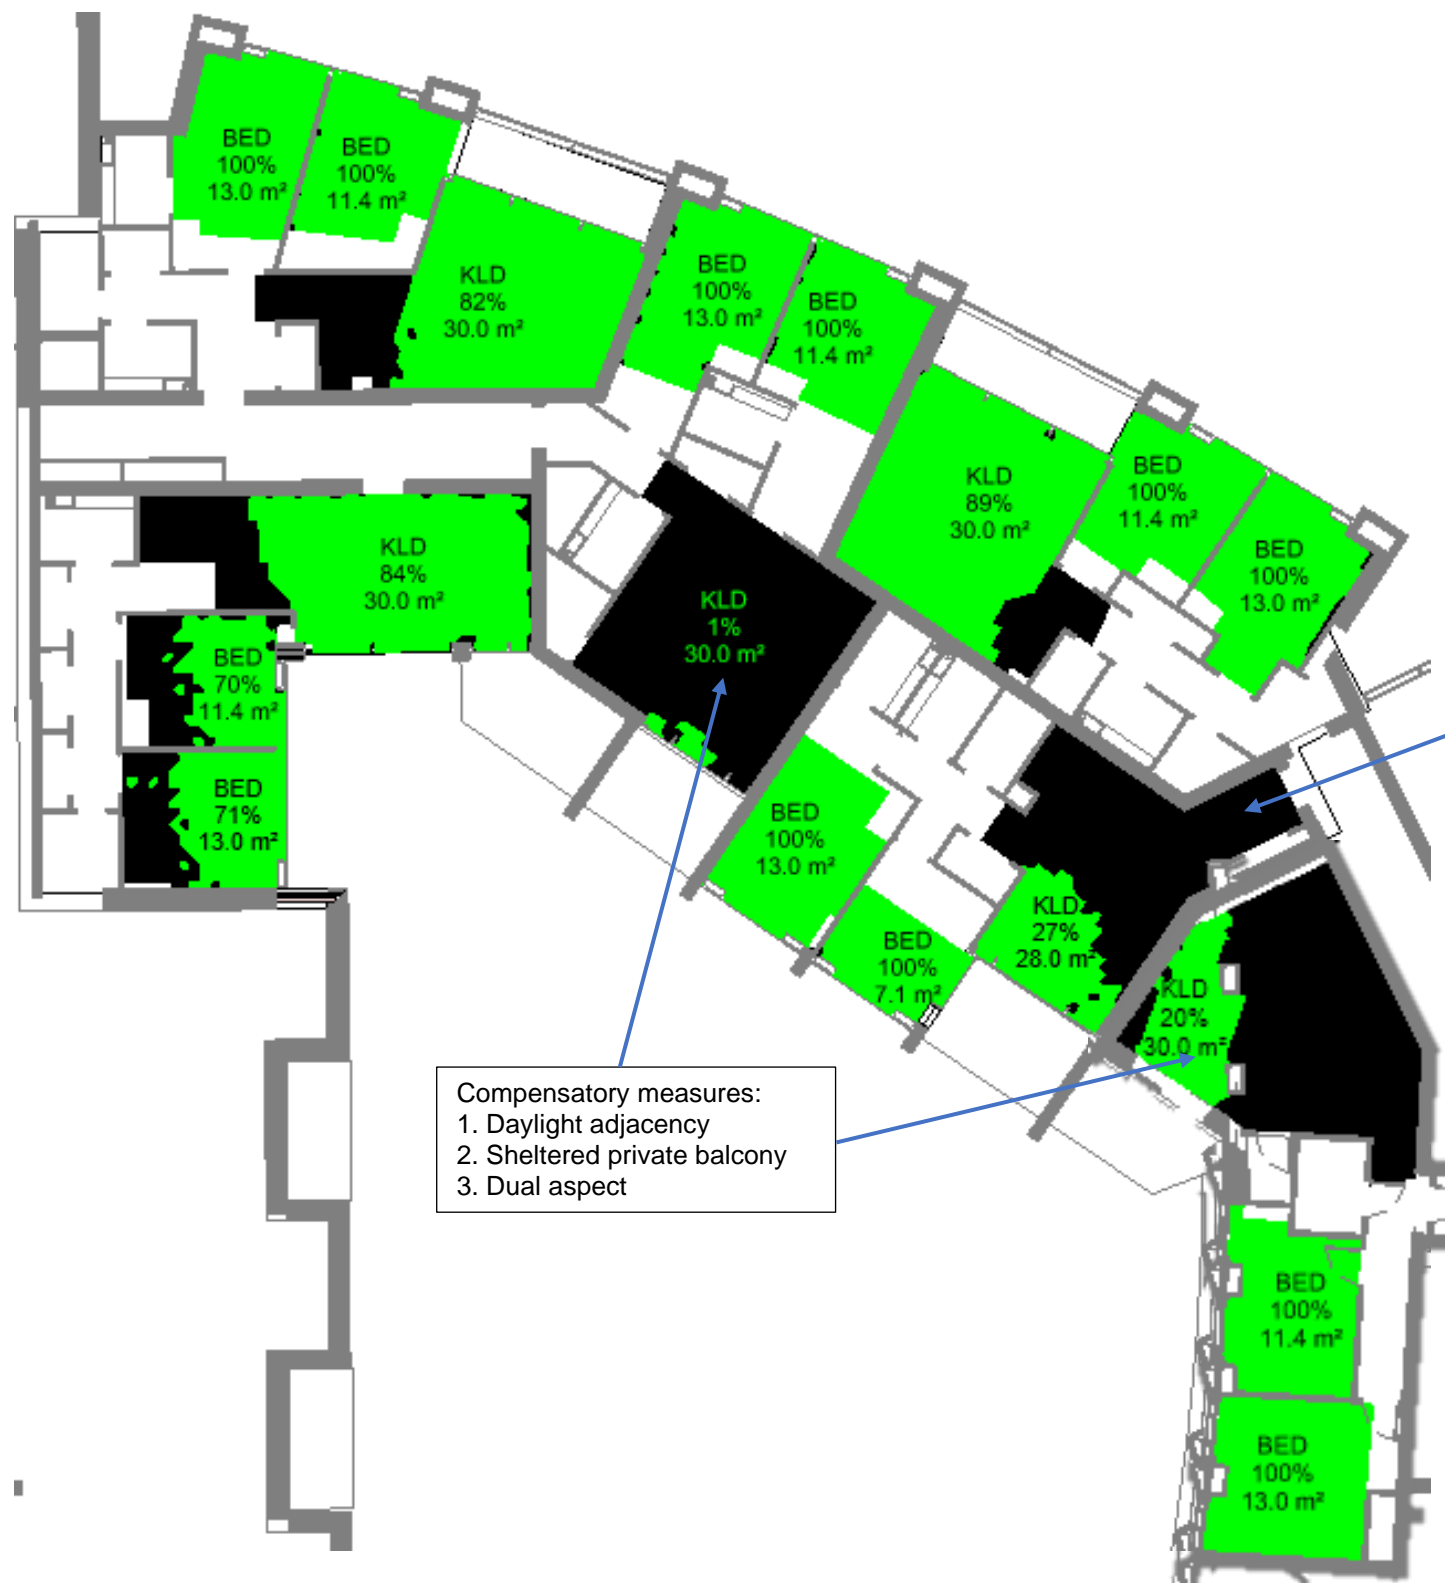 BED
100%
13.0 m²
BED
100%
11.4 m²
KLD
82%
30.0 m²
BED
100%
13.0 m²
BED
100%
11.4 m²
KLD
89%
30.0 m²
BED
100%
11.4 m²
BED
100%
13.0 m²
KLD
84%
30.0 m²
KLD
1%
30.0 m²
BED
70%
11.4 m²
BED
71%
13.0 m²
BED
100%
13.0 m²
BED
100%
7.1 m²
KLD
27%
28.0 m²
KLD
20%
30.0 m²
Compensatory measures:
1. Daylight adjacency
2. Sheltered private balcony
3. Dual aspect
BED
100%
11.4 m²
BED
100%
13.0 m²